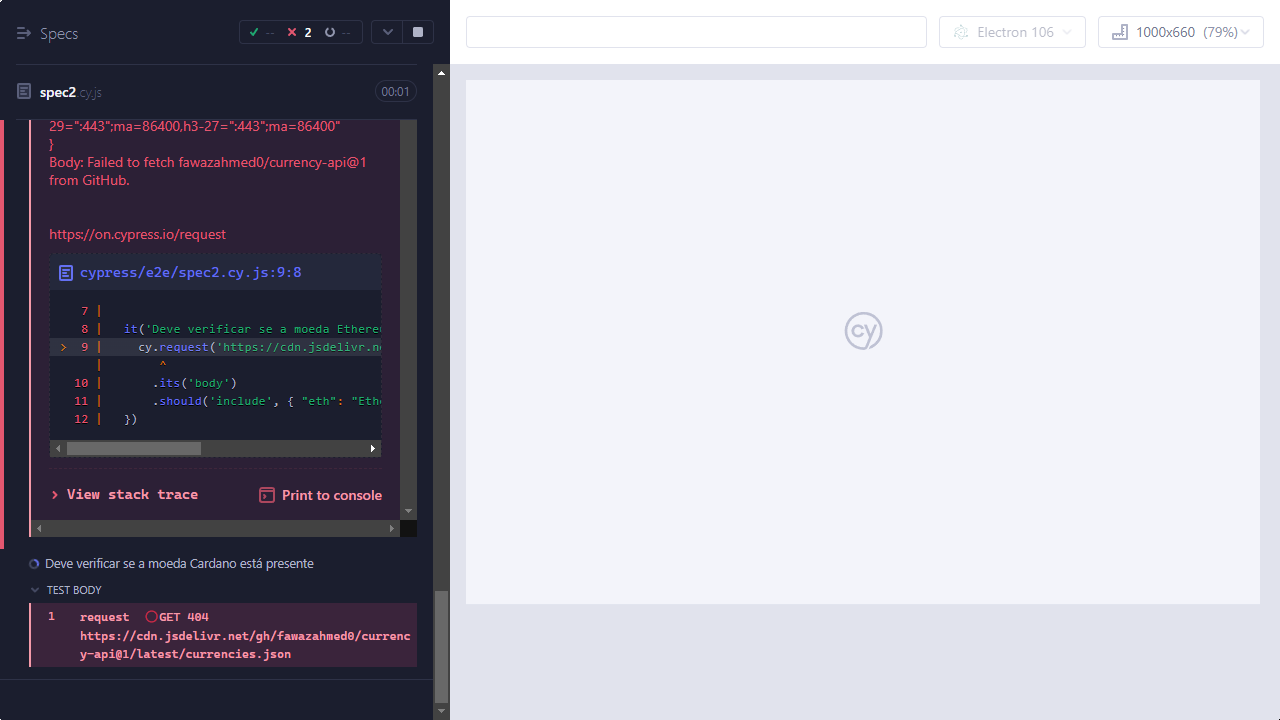 Specs
-- 2 --
Electron 106
1000x660 (79%)
spec2.cy.js
00:01
29=":443";ma=86400,h3-27=":443";ma=86400"
}
Body: Failed to fetch fawazahmed0/currency-api@1
from GitHub.
https://on.cypress.io/request
cypress/e2e/spec2.cy.js:9:8
7 |
8 | it('Deve verificar se a moeda Ethereu
> 9 | cy.request('https://cdn.jsdelivr.ne
| ^
10 | .its('body')
11 | .should('include', { "eth": "Ethe
12 | })
View stack trace
Print to console
Deve verificar se a moeda Cardano está presente
TEST BODY
1 request GET 404
https://cdn.jsdelivr.net/gh/fawazahmed0/currenc
y-api@1/latest/currencies.json
cy